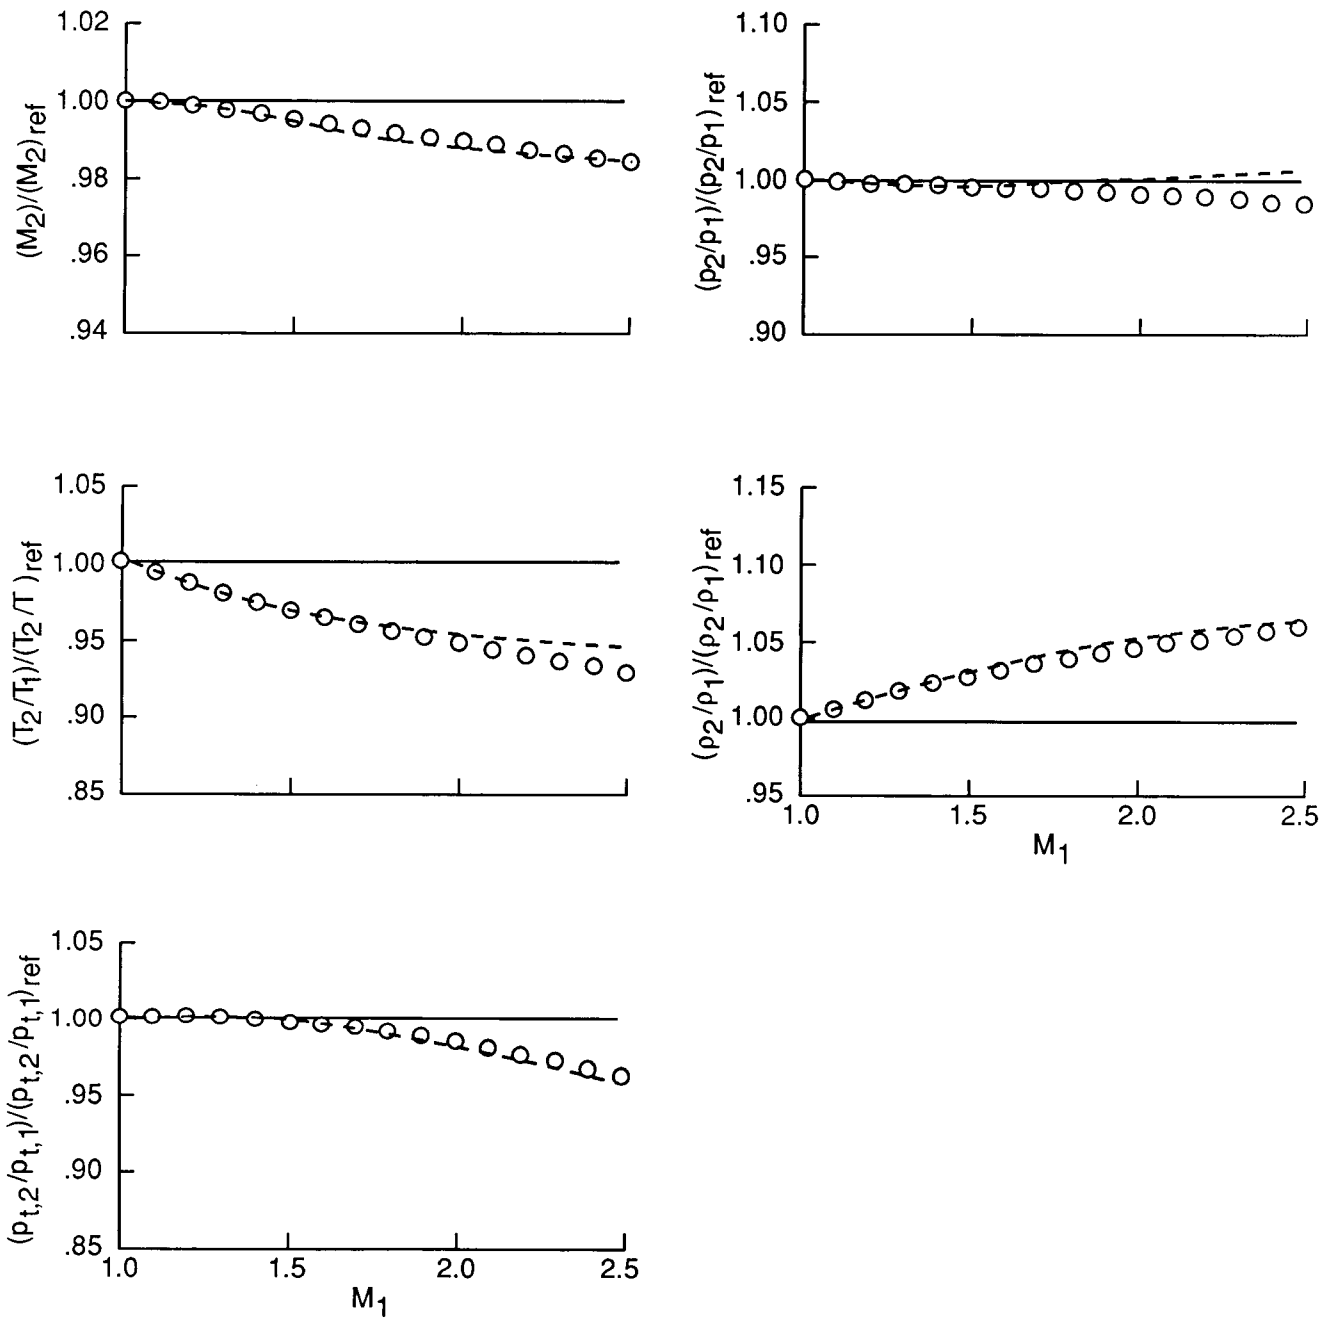 1.02
1.00
.98
.96
.94
(M2)/(M2)ref
1.10
1.05
1.00
.95
.90
(p2/p1)/(p2/p1)ref
1.05
1.00
.95
.90
.85
(T2/T1)/(T2/T )ref
1.15
1.10
1.05
1.00
.95
(ρ2/ρ1)/(ρ2/ρ1)ref
1.0 1.5 2.0 2.5
M1
1.05
1.00
.95
.90
.85
(pt,2/pt,1)/(pt,2/pt,1)ref
1.0 1.5 2.0 2.5
M1